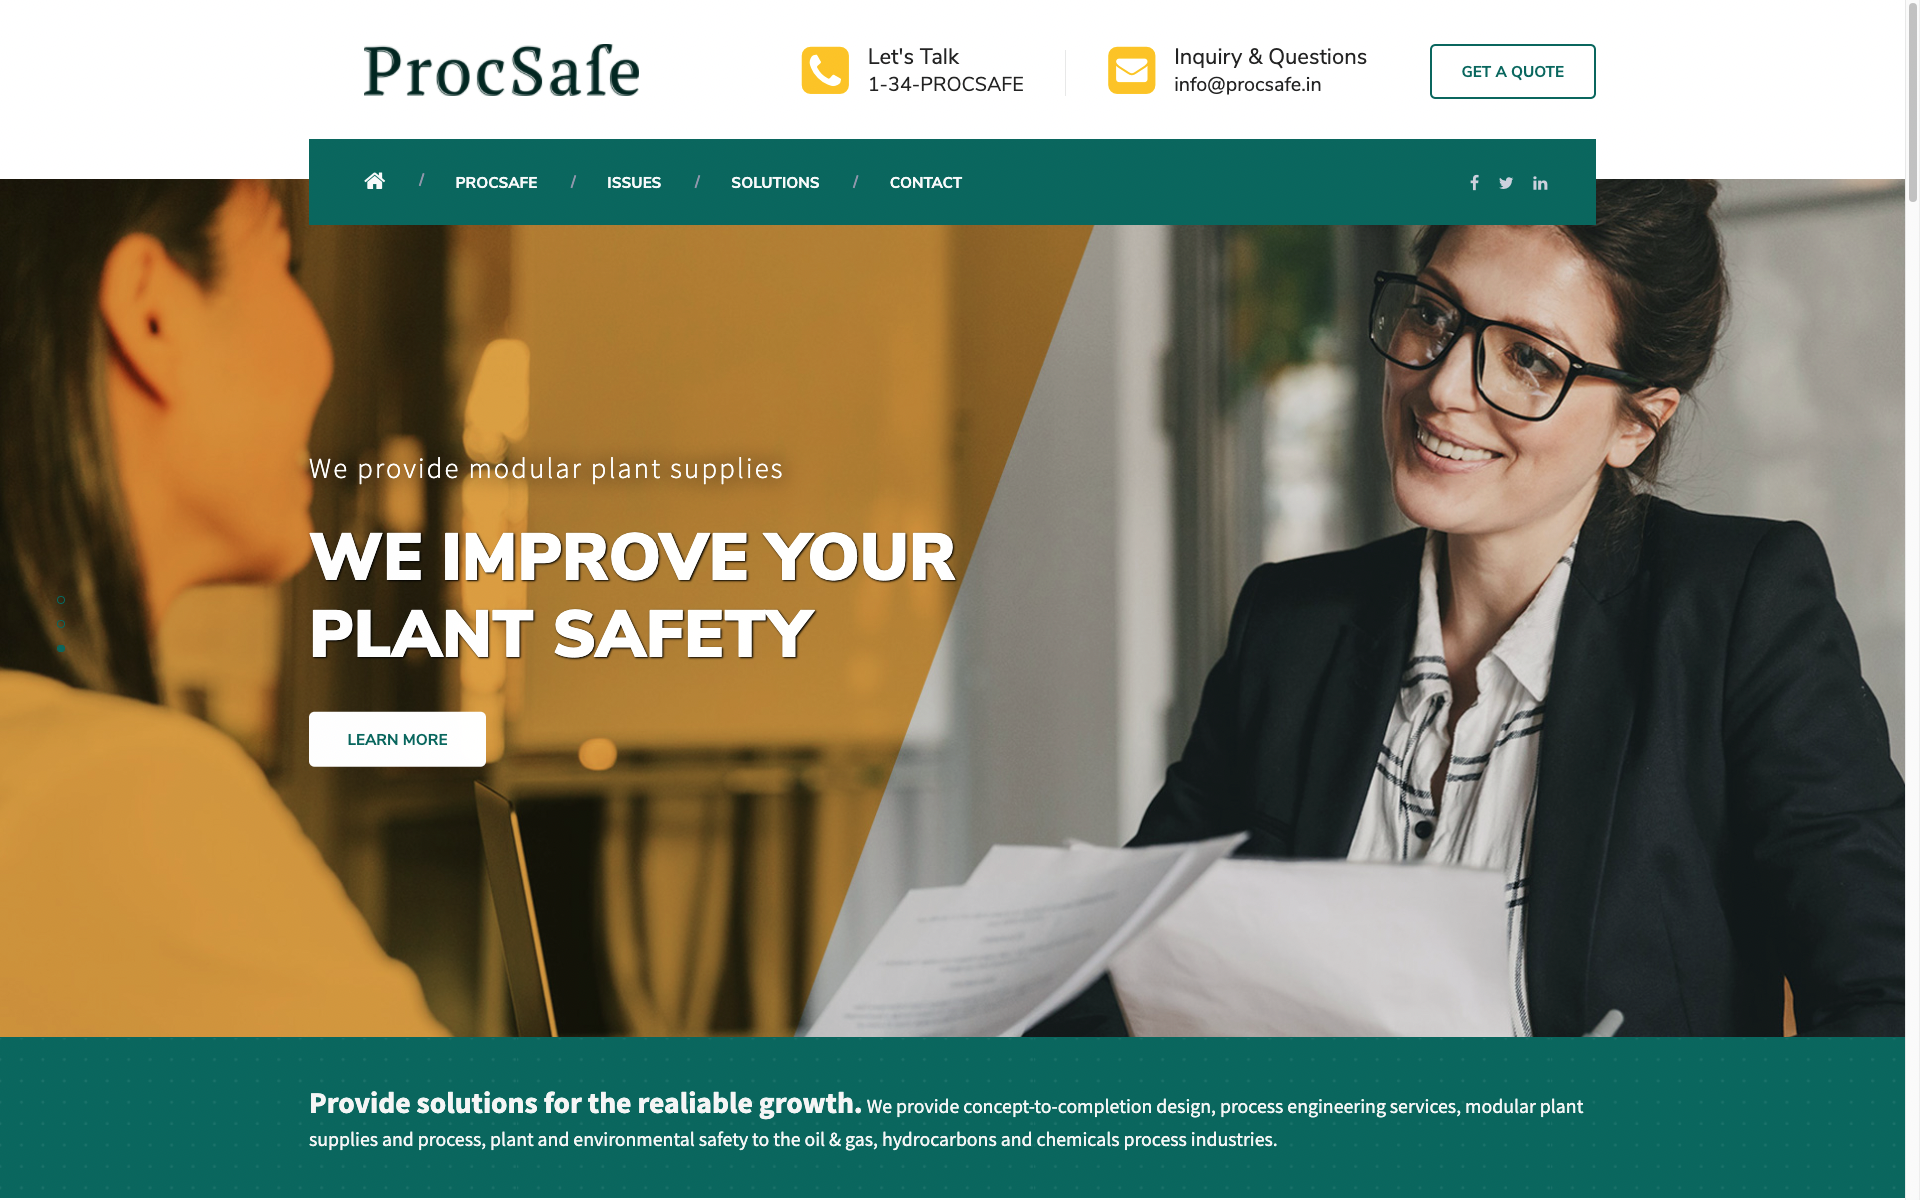 ProcSafe
Let's Talk
1-34-PROCSAFE
Inquiry & Questions
info@procsafe.in
GET A QUOTE
/ PROCSAFE / ISSUES / SOLUTIONS / CONTACT
We provide modular plant supplies
WE IMPROVE YOUR
PLANT SAFETY
LEARN MORE
Provide solutions for the realiable growth. We provide concept-to-completion design, process engineering services, modular plant
supplies and process, plant and environmental safety to the oil & gas, hydrocarbons and chemicals process industries.